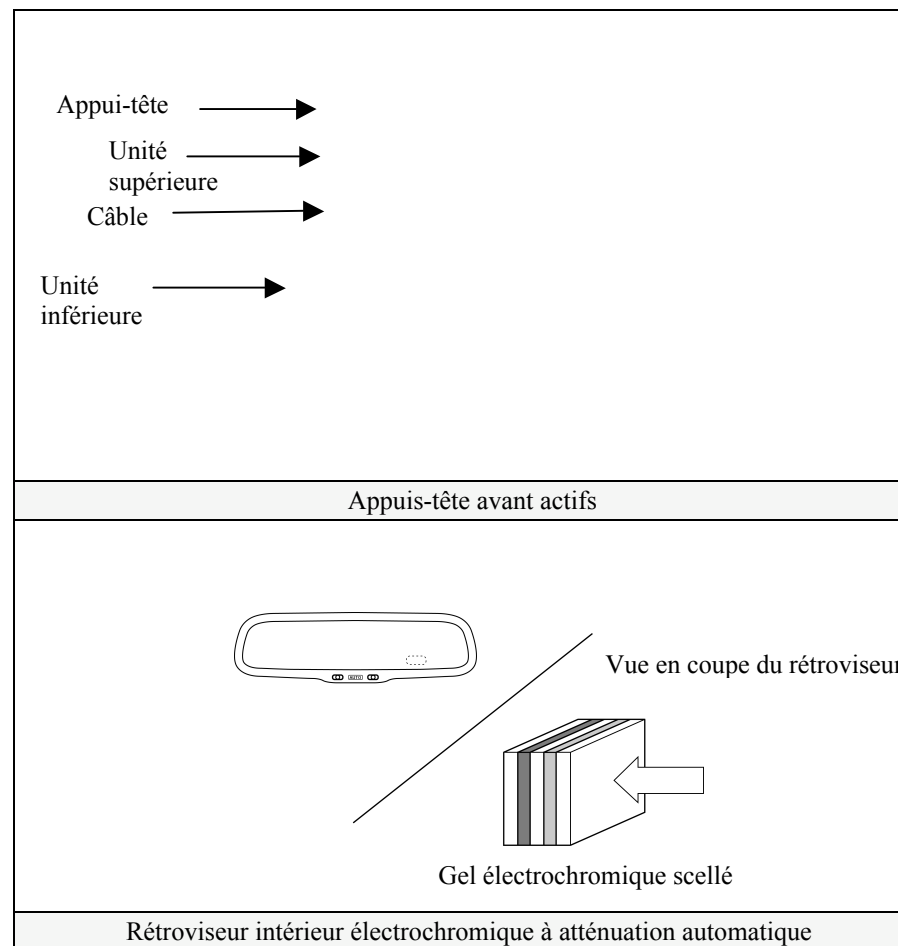 Appui-tête
Unité
supérieure
Câble
Unité
inférieure
Appuis-tête avant actifs
AUTO
Vue en coupe du rétroviseur
Gel électrochromique scellé
Rétroviseur intérieur électrochromique à atténuation automatique